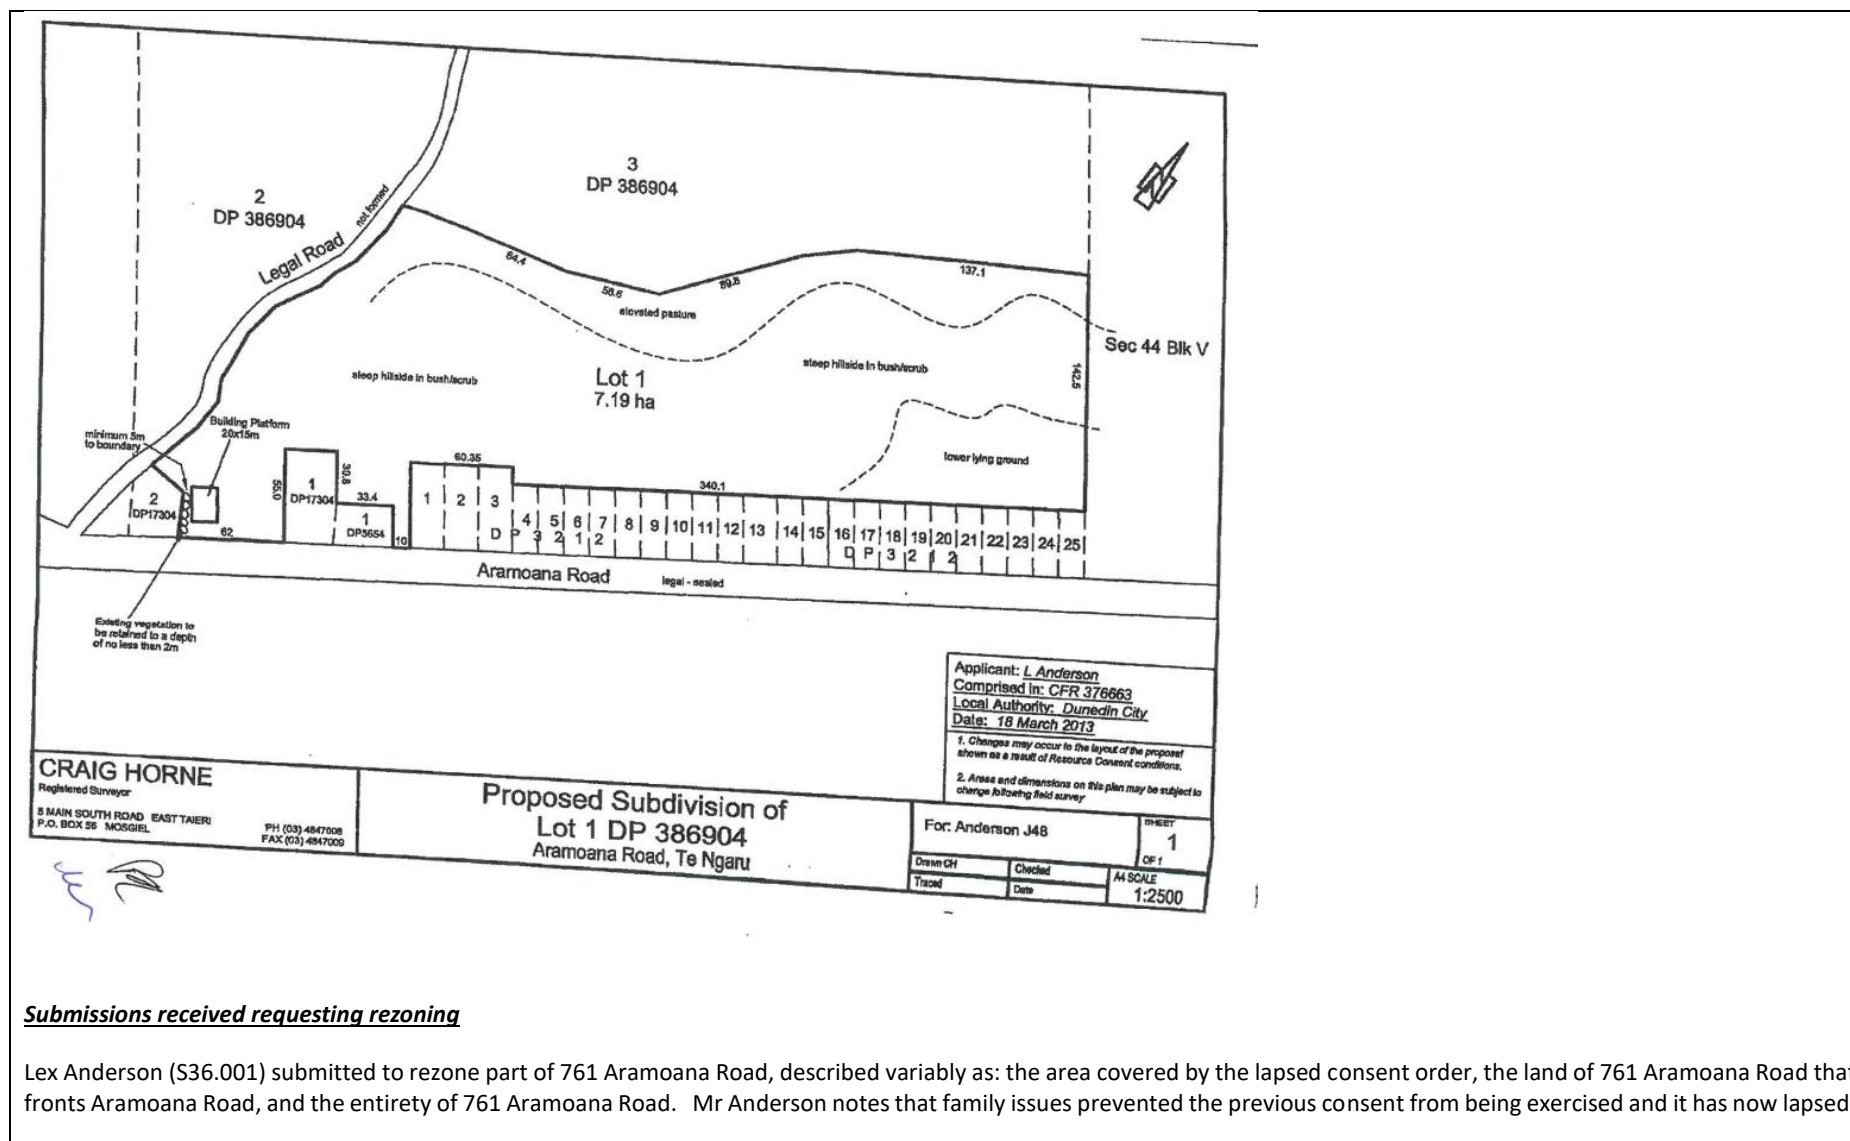 3
DP 386904
2
DP 386904
not formed
Legal Road
64.4
58.6
89.8
137.1
elevated pasture
Sec 44 Blk V
142.5
steep hillside in bush/scrub
steep hillside in bush/scrub
Lot 1
7.19 ha
Building Platform
20x15m
minimum 5m
to boundary
lower lying ground
60.35
340.1
2
DP17304
62
55.0
1
DP17304
30.8
33.4
1
DP5654
10
1 2 3 4 5 6 7 8 9 10 11 12 13 14 15 16 17 18 19 20 21 22 23 24 25
DP 3212
DP 3212
Aramoana Road
legal - sealed
Existing vegetation to
be retained to a depth
of no less than 2m
Applicant: L Anderson
Comprised in: CFR 376663
Local Authority: Dunedin City
Date: 18 March 2013
1. Changes may occur to the layout of the proposal
shown as a result of Resource Consent conditions.
2. Areas and dimensions on this plan may be subject to
change following field survey
CRAIG HORNE
Registered Surveyor
5 MAIN SOUTH ROAD EAST TAIERI
P.O. BOX 56 MOSGIEL
PH (03) 4847008
FAX (03) 4847009
Proposed Subdivision of
Lot 1 DP 386904
Aramoana Road, Te Ngaru
For: Anderson J48
SHEET
1
OF 1
Drawn CH
Checked
Traced
Date
A4 SCALE
1:2500
Submissions received requesting rezoning
Lex Anderson (S36.001) submitted to rezone part of 761 Aramoana Road, described variably as: the area covered by the lapsed consent order, the land of 761 Aramoana Road that
fronts Aramoana Road, and the entirety of 761 Aramoana Road. Mr Anderson notes that family issues prevented the previous consent from being exercised and it has now lapsed